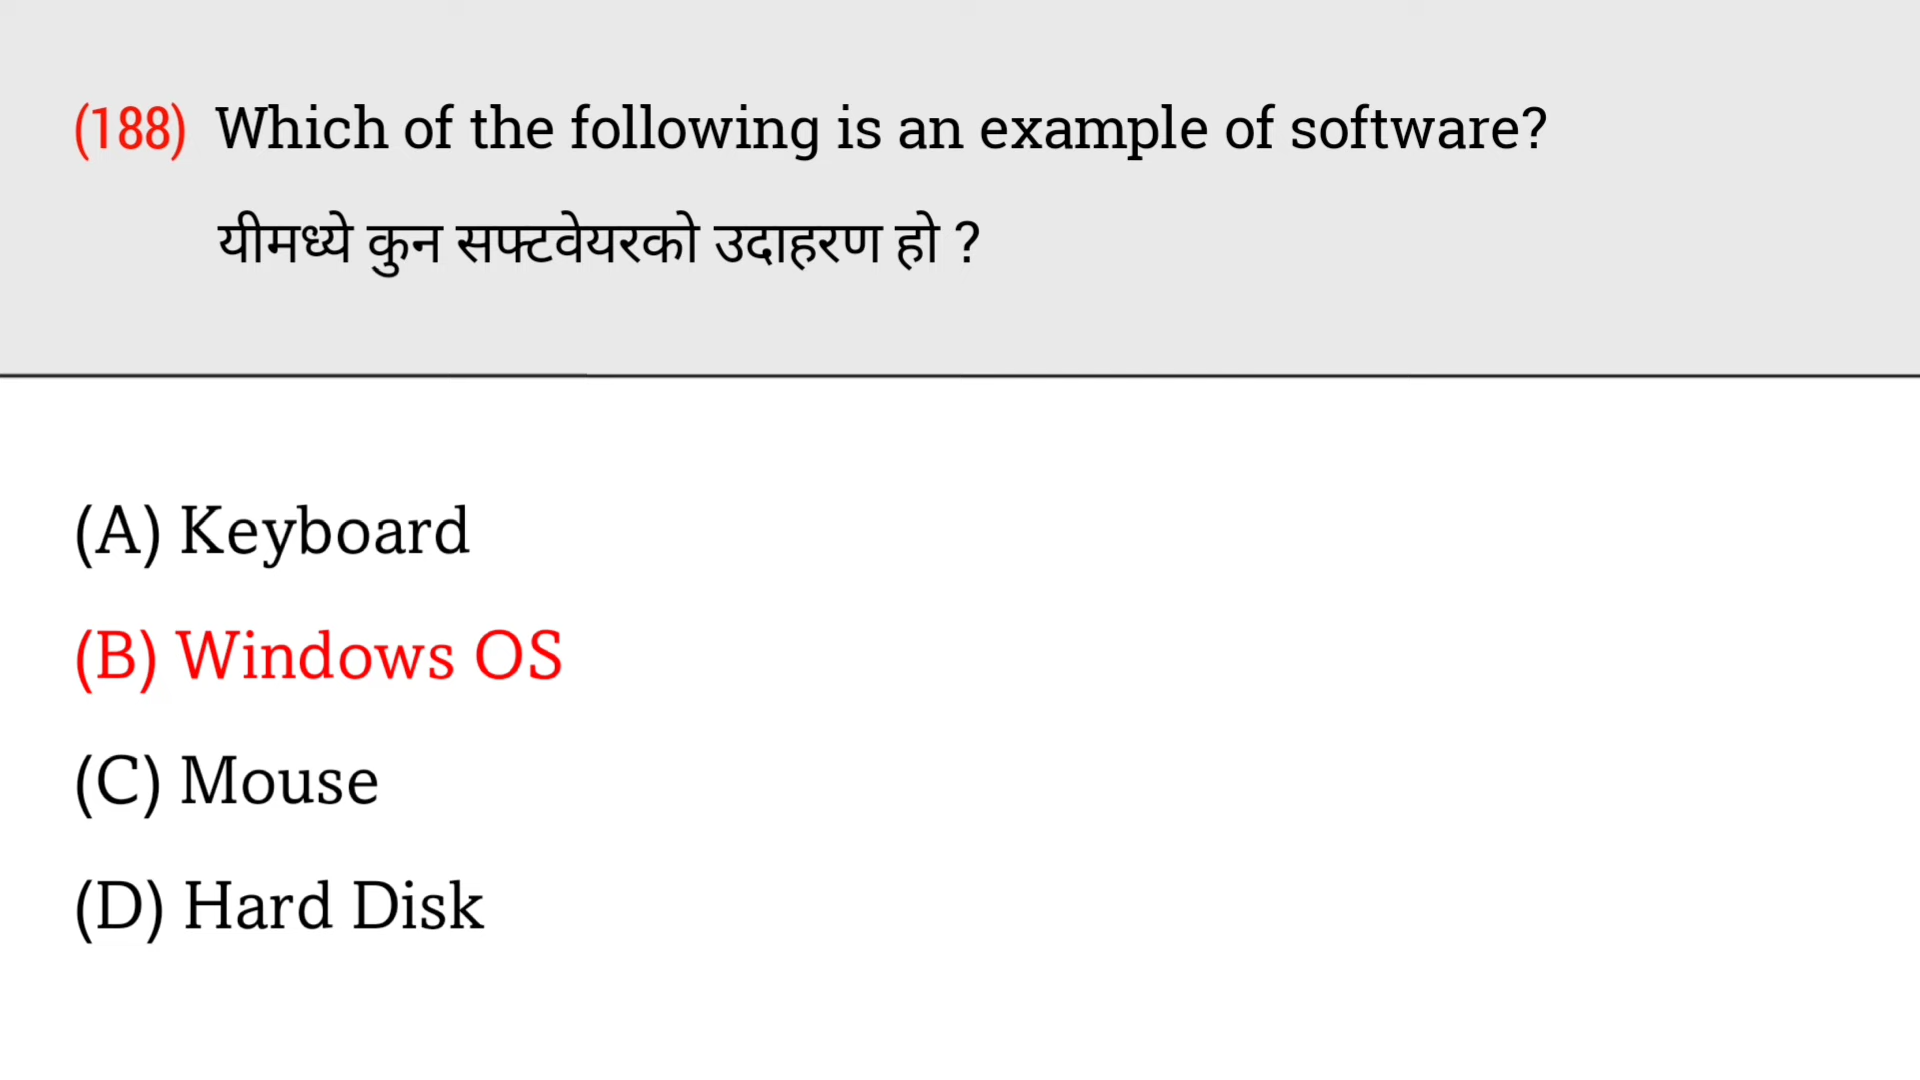 (188) Which of the following is an example of software?
यीमध्ये कुन सफ्टवेयरको उदाहरण हो ?
(A) Keyboard
(B) Windows OS
(C) Mouse
(D) Hard Disk